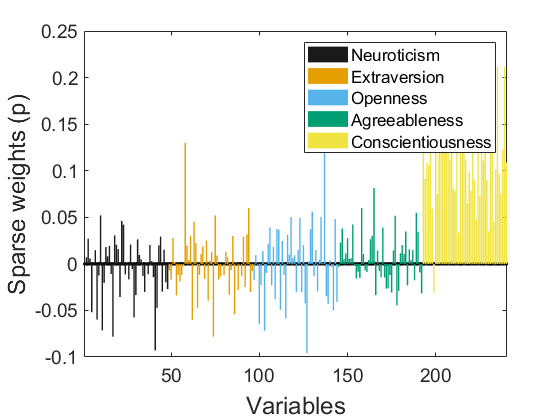 0.25
0.2
0.15
0.1
0.05
0
-0.05
-0.1
Sparse weights (p)
Neuroticism
Extraversion
Openness
Agreeableness
Conscientiousness
50
100
150
200
Variables